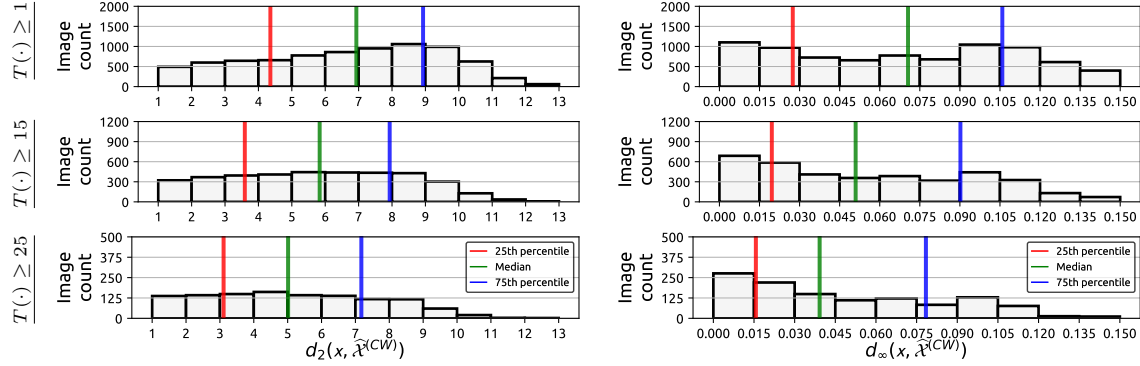 T(·) ≥ 1
Image count
2000
1500
1000
500
0
1 2 3 4 5 6 7 8 9 10 11 12 13
Image count
2000
1500
1000
500
0
0.000 0.015 0.030 0.045 0.060 0.075 0.090 0.105 0.120 0.135 0.150
T(·) ≥ 15
Image count
1200
900
600
300
0
1 2 3 4 5 6 7 8 9 10 11 12 13
Image count
1200
900
600
300
0
0.000 0.015 0.030 0.045 0.060 0.075 0.090 0.105 0.120 0.135 0.150
T(·) ≥ 25
Image count
500
375
250
125
0
25th percentile
Median
75th percentile
1 2 3 4 5 6 7 8 9 10 11 12 13
d₂(x, X̂^(CW))
Image count
500
375
250
125
0
25th percentile
Median
75th percentile
0.000 0.015 0.030 0.045 0.060 0.075 0.090 0.105 0.120 0.135 0.150
d∞(x, X̂^(CW))